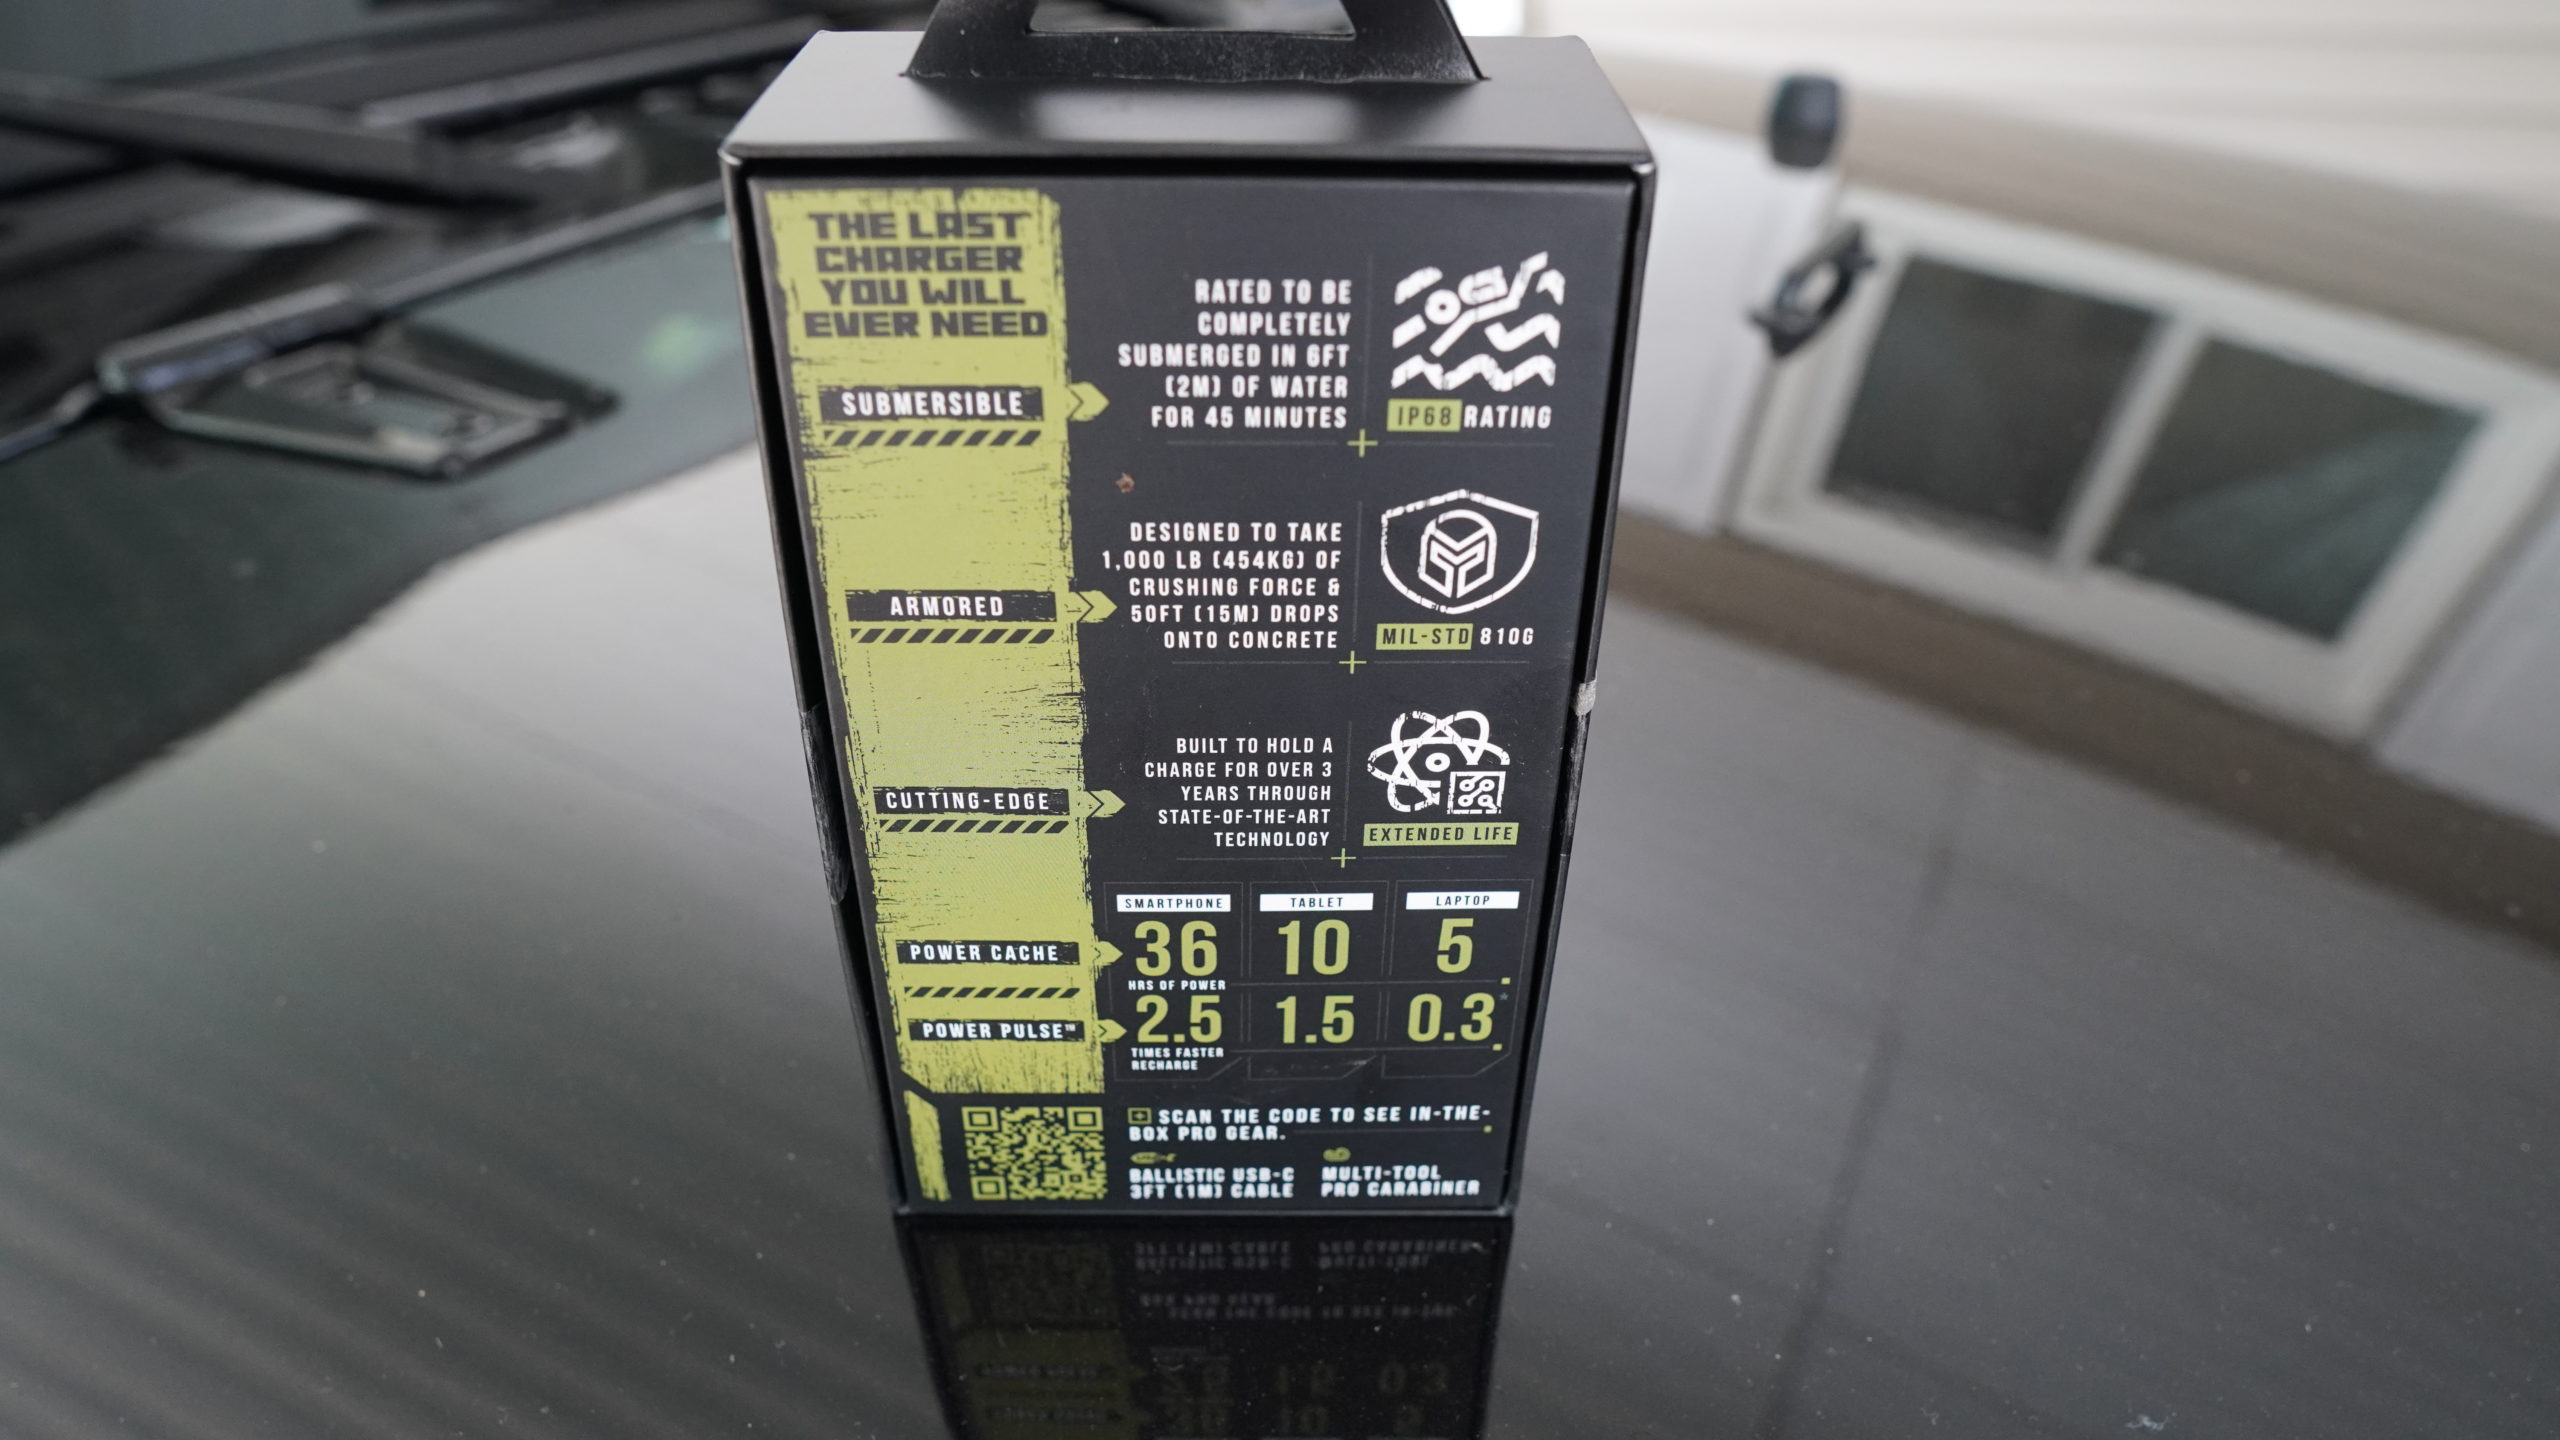 THE LAST
CHARGER
YOU WILL
EVER NEED
SUBMERSIBLE
RATED TO BE
COMPLETELY
SUBMERGED IN 6FT
(2M) OF WATER
FOR 45 MINUTES
IP68 RATING
ARMORED
DESIGNED TO TAKE
1,000 LB (454KG) OF
CRUSHING FORCE &
50FT (15M) DROPS
ONTO CONCRETE
MIL-STD 810G
CUTTING-EDGE
BUILT TO HOLD A
CHARGE FOR OVER 3
YEARS THROUGH
STATE-OF-THE-ART
TECHNOLOGY
EXTENDED LIFE
SMARTPHONE TABLET LAPTOP
POWER CACHE 36 10 5
HRS OF POWER
POWER PULSE™ 2.5 1.5 0.3*
TIMES FASTER
RECHARGE
SCAN THE CODE TO SEE IN-THE-
BOX PRO GEAR.
BALLISTIC USB-C
3FT (1M) CABLE
MULTI-TOOL
PRO CARABINER